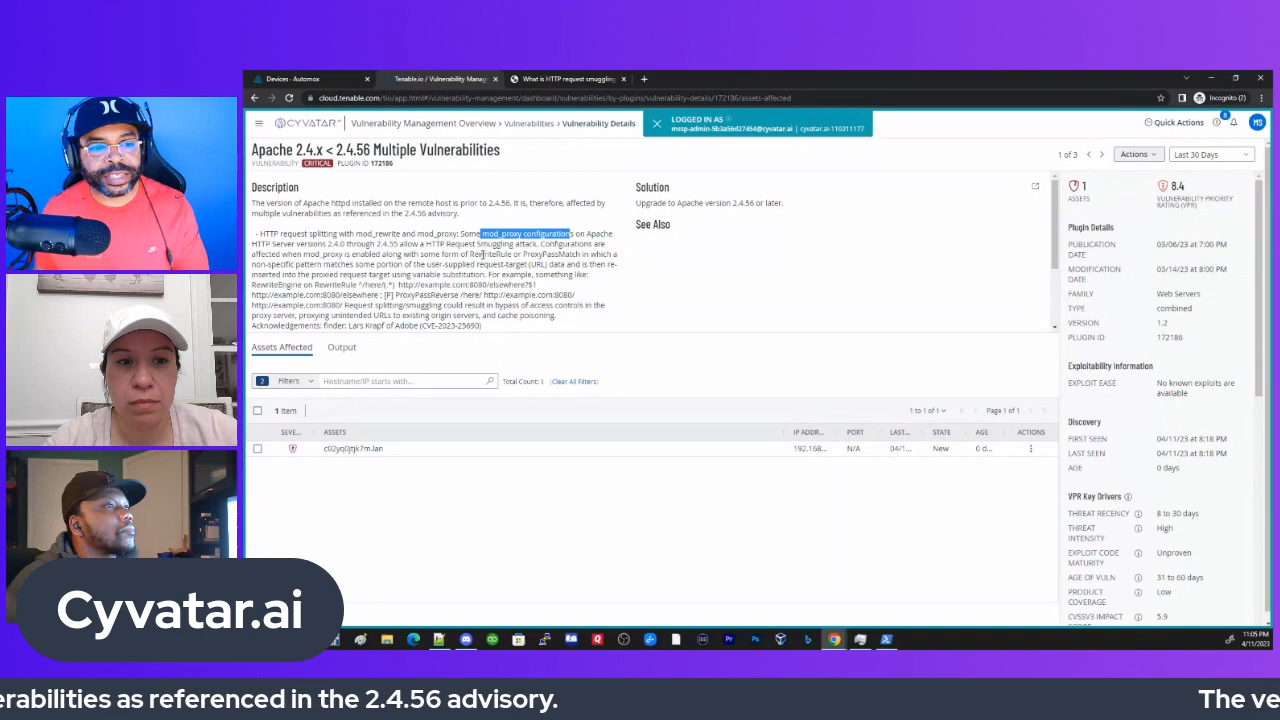 Devices - Automox
Tenable.io / Vulnerability Manag
What is HTTP request smuggling
cloud.tenable.com/tio/app.html#/vulnerability-management/dashboard/vulnerabilities/by-plugins/vulnerability-details/172186/assets-affected
Incognito (2)
CYVATAR
Vulnerability Management Overview > Vulnerabilities > Vulnerability Details
LOGGED IN AS
mssp-admin-5b3a56d27454@cyvatar.ai | cyvatar.ai-110211177
Quick Actions
8
MS
Apache 2.4.x < 2.4.56 Multiple Vulnerabilities
VULNERABILITY CRITICAL PLUGIN ID 172186
1 of 3
Actions
Last 30 Days
Description
The version of Apache httpd installed on the remote host is prior to 2.4.56. It is, therefore, affected by
multiple vulnerabilities as referenced in the 2.4.56 advisory.
- HTTP request splitting with mod_rewrite and mod_proxy: Some mod_proxy configurations on Apache
HTTP Server versions 2.4.0 through 2.4.55 allow a HTTP Request Smuggling attack. Configurations are
affected when mod_proxy is enabled along with some form of RewriteRule or ProxyPassMatch in which a
non-specific pattern matches some portion of the user-supplied request-target (URL) data and is then re-
inserted into the proxied request-target using variable substitution. For example, something like:
RewriteEngine on RewriteRule ^/here/(.*) http://example.com:8080/elsewhere?$1
http://example.com:8080/elsewhere ; [P] ProxyPassReverse /here/ http://example.com:8080/
http://example.com:8080/ Request splitting/smuggling could result in bypass of access controls in the
proxy server, proxying unintended URLs to existing origin servers, and cache poisoning.
Acknowledgements: finder: Lars Krapf of Adobe (CVE-2023-25690)
Solution
Upgrade to Apache version 2.4.56 or later.
See Also
Assets Affected
Output
2 Filters
Hostname/IP starts with...
Total Count: 1
(Clear All Filters)
1 Item
1 to 1 of 1
Page 1 of 1
SEVE... ASSETS IP ADDR... PORT LAST... STATE AGE ACTIONS
c02yq0jtjk7m.lan 192.168... N/A 04/1... New 0 d...
1
ASSETS
8.4
VULNERABILITY PRIORITY
RATING (VPR)
Plugin Details
PUBLICATION
DATE
03/06/23 at 7:00 PM
MODIFICATION
DATE
03/14/23 at 8:00 PM
FAMILY Web Servers
TYPE combined
VERSION 1.2
PLUGIN ID 172186
Exploitability Information
EXPLOIT EASE No known exploits are
available
Discovery
FIRST SEEN 04/11/23 at 8:18 PM
LAST SEEN 04/11/23 at 8:18 PM
AGE 0 days
VPR Key Drivers
THREAT RECENCY 8 to 30 days
THREAT
INTENSITY
High
EXPLOIT CODE
MATURITY
Unproven
AGE OF VULN 31 to 60 days
PRODUCT
COVERAGE
Low
CVSSV3 IMPACT 5.9
11:05 PM
4/11/2023
Cyvatar.ai
erabilities as referenced in the 2.4.56 advisory.
The ve